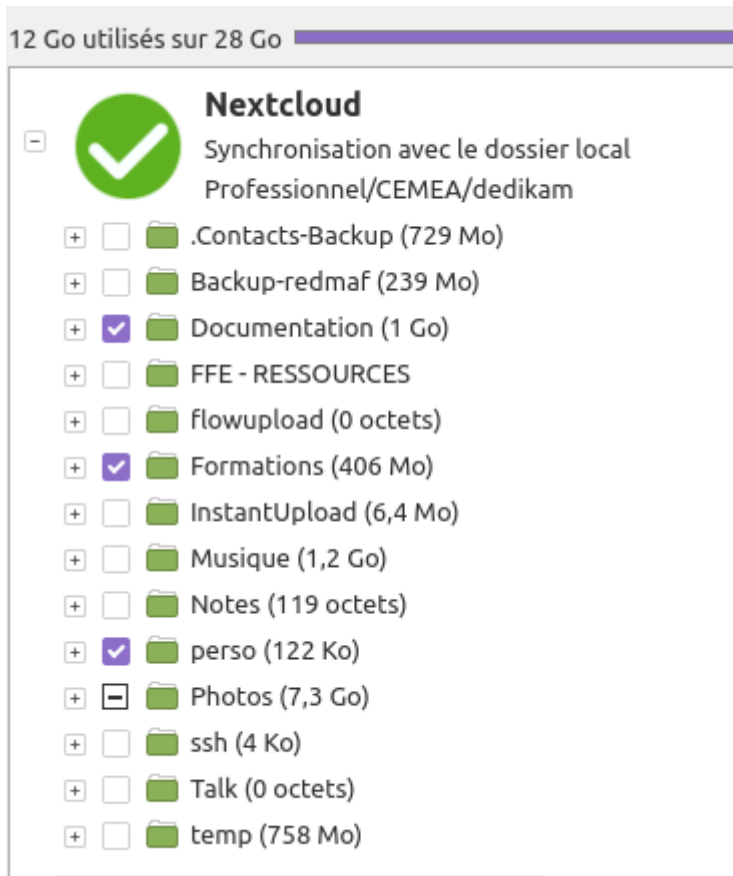 12 Go utilisés sur 28 Go
Nextcloud
Synchronisation avec le dossier local
Professionnel/CEMEA/dedikam
.Contacts-Backup (729 Mo)
Backup-redmaf (239 Mo)
Documentation (1 Go)
FFE - RESSOURCES
flowupload (0 octets)
Formations (406 Mo)
InstantUpload (6,4 Mo)
Musique (1,2 Go)
Notes (119 octets)
perso (122 Ko)
Photos (7,3 Go)
ssh (4 Ko)
Talk (0 octets)
temp (758 Mo)